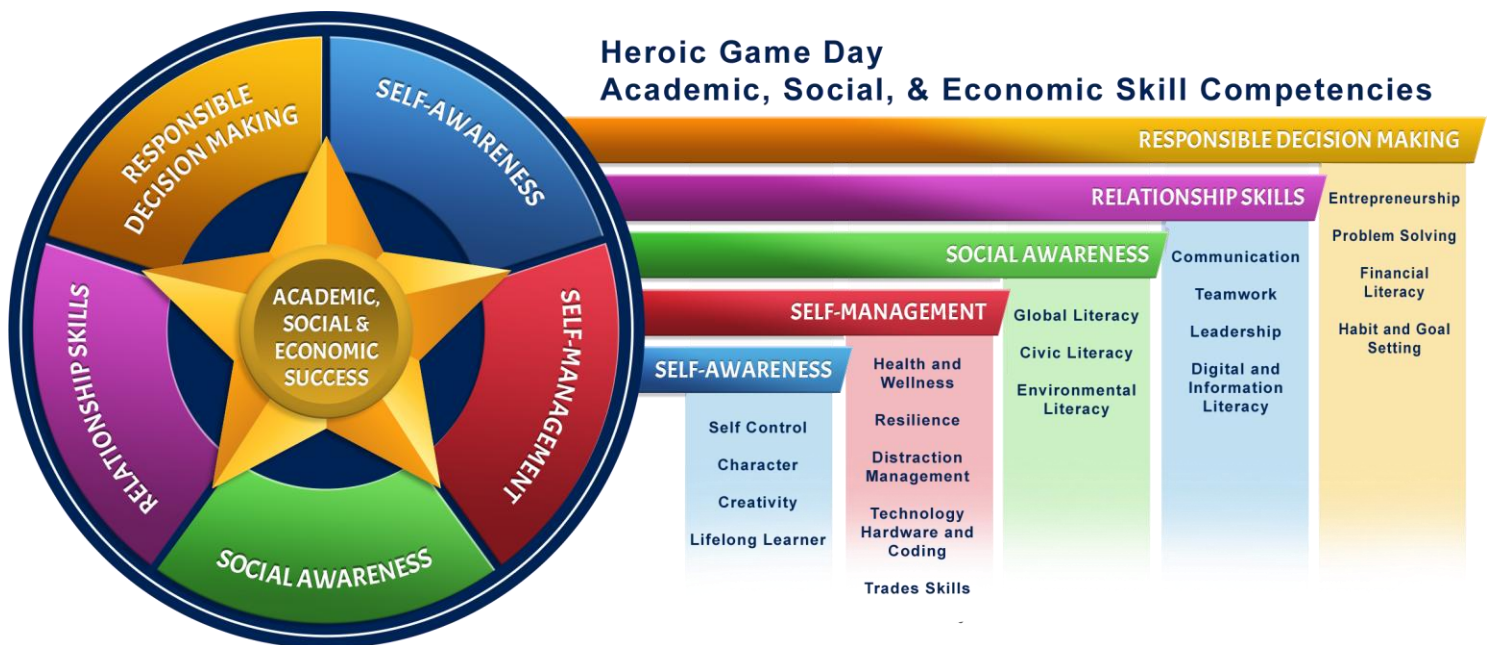 Heroic Game Day
Academic, Social, & Economic Skill Competencies
RESPONSIBLE
DECISION MAKING
SELF-AWARENESS
SELF-MANAGEMENT
SOCIAL AWARENESS
RELATIONSHIP SKILLS
ACADEMIC,
SOCIAL &
ECONOMIC
SUCCESS
RESPONSIBLE DECISION MAKING
RELATIONSHIP SKILLS
SOCIAL AWARENESS
SELF-MANAGEMENT
SELF-AWARENESS
Self Control
Character
Creativity
Lifelong Learner
Health and
Wellness
Resilience
Distraction
Management
Technology
Hardware and
Coding
Trades Skills
Global Literacy
Civic Literacy
Environmental
Literacy
Communication
Teamwork
Leadership
Digital and
Information
Literacy
Entrepreneurship
Problem Solving
Financial
Literacy
Habit and Goal
Setting